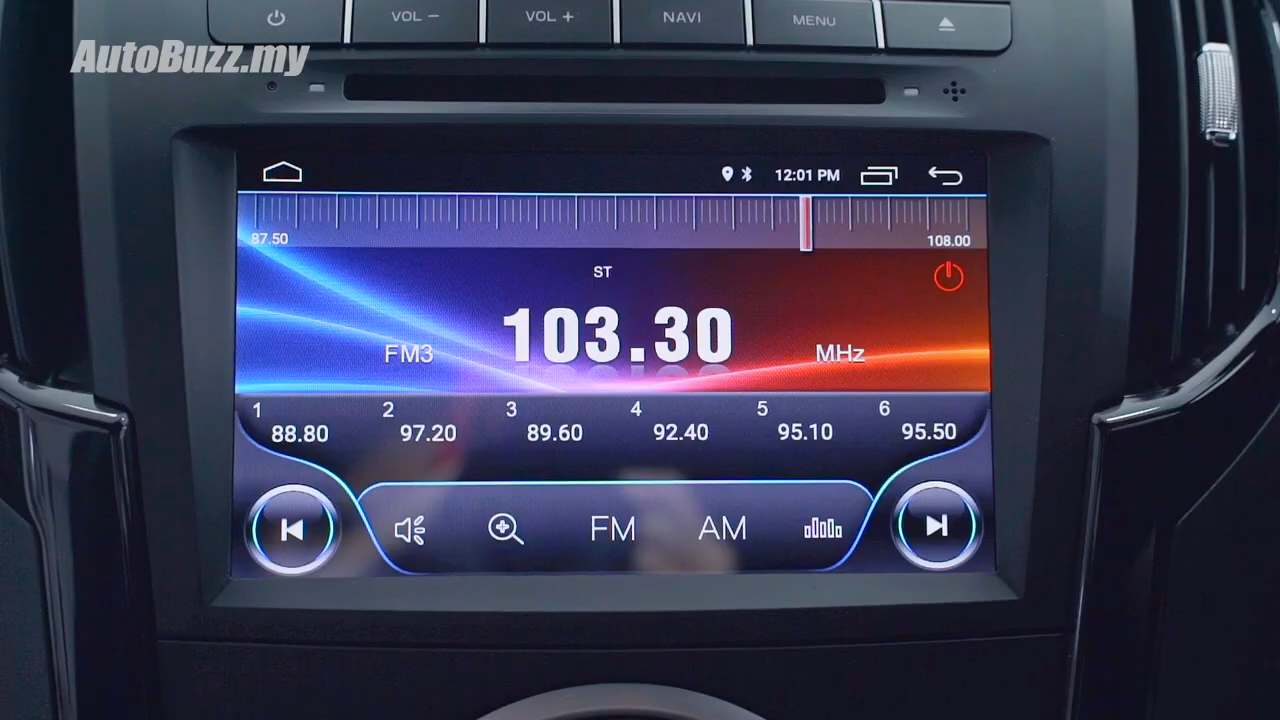 VOL − VOL + NAVI MENU
AutoBuzz.my
12:01 PM
87.50 108.00
ST
103.30
FM3 MHz
1 2 3 4 5 6
88.80 97.20 89.60 92.40 95.10 95.50
FM AM